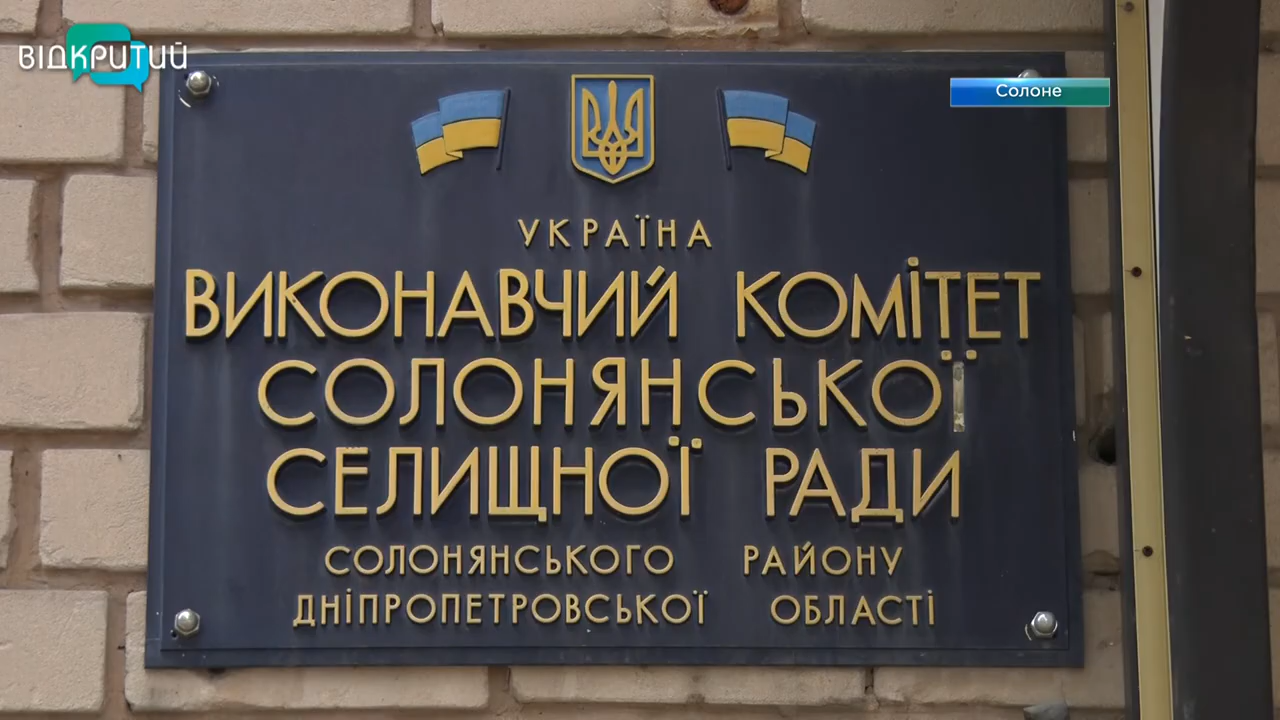 ВІДКРИТИЙ
Солоне
УКРАЇНА
ВИКОНАВЧИЙ КОМІТЕТ
СОЛОНЯНСЬКОЇ
СЕЛИЩНОЇ РАДИ
СОЛОНЯНСЬКОГО РАЙОНУ
ДНІПРОПЕТРОВСЬКОЇ ОБЛАСТІ